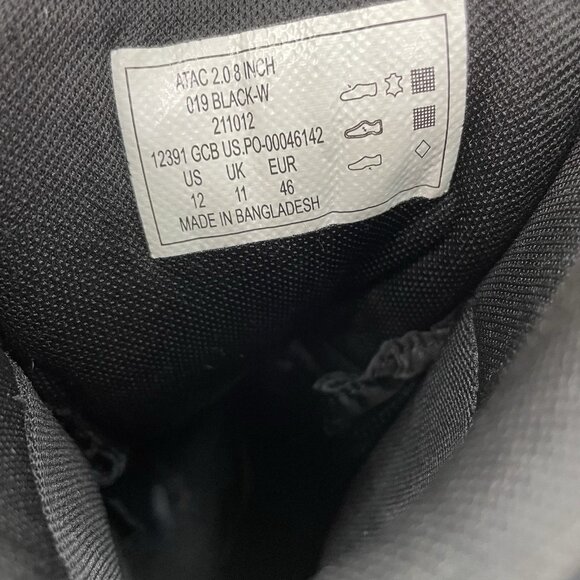 ATAC 2.0 8 INCH
019 BLACK-W
211012
12391 GCB US.PO-00046142
US UK EUR
12 11 46
MADE IN BANGLADESH